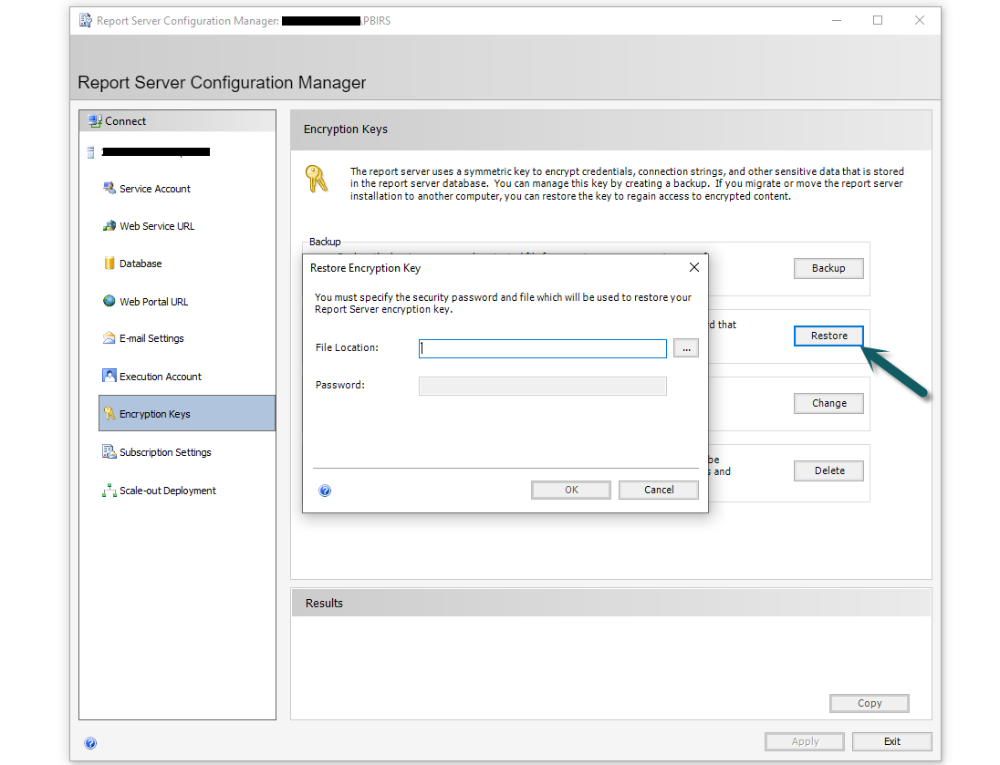 Report Server Configuration Manager: \PBIRS
Report Server Configuration Manager
Connect
Service Account
Web Service URL
Database
Web Portal URL
E-mail Settings
Execution Account
Encryption Keys
Subscription Settings
Scale-out Deployment
Encryption Keys
The report server uses a symmetric key to encrypt credentials, connection strings, and other sensitive data that is stored
in the report server database.  You can manage this key by creating a backup.  If you migrate or move the report server
installation to another computer, you can restore the key to regain access to encrypted content.
Backup
Backup
Restore Encryption Key
You must specify the security password and file which will be used to restore your
Report Server encryption key.
File Location:
...
Password:
OK
Cancel
that
Restore
Change
be
and
Delete
Results
Copy
Apply
Exit